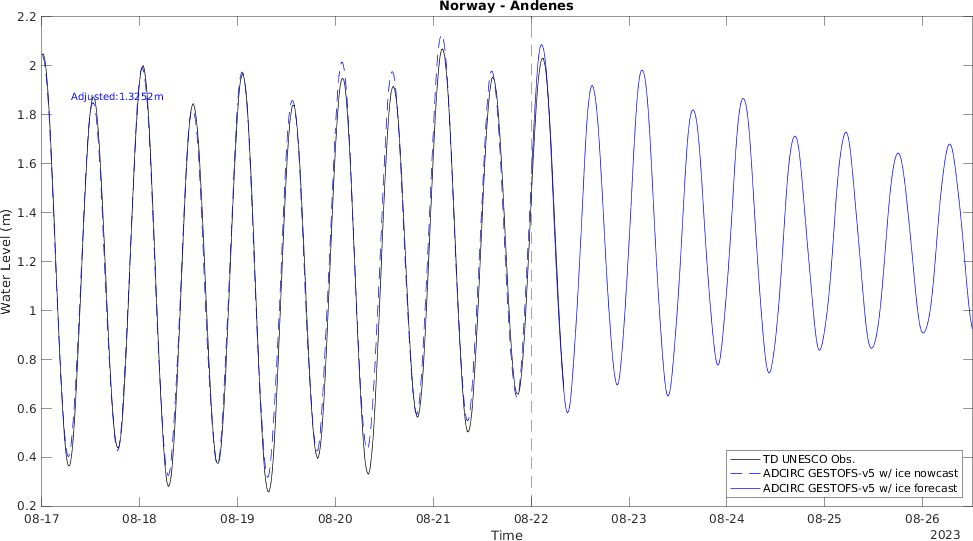 Norway - Andenes
2.2
2
1.8
1.6
1.4
1.2
1
0.8
0.6
0.4
0.2
Water Level (m)
Adjusted:1.3252m
TD UNESCO Obs.
ADCIRC GESTOFS-v5 w/ ice nowcast
ADCIRC GESTOFS-v5 w/ ice forecast
08-17 08-18 08-19 08-20 08-21 08-22 08-23 08-24 08-25 08-26
Time
2023